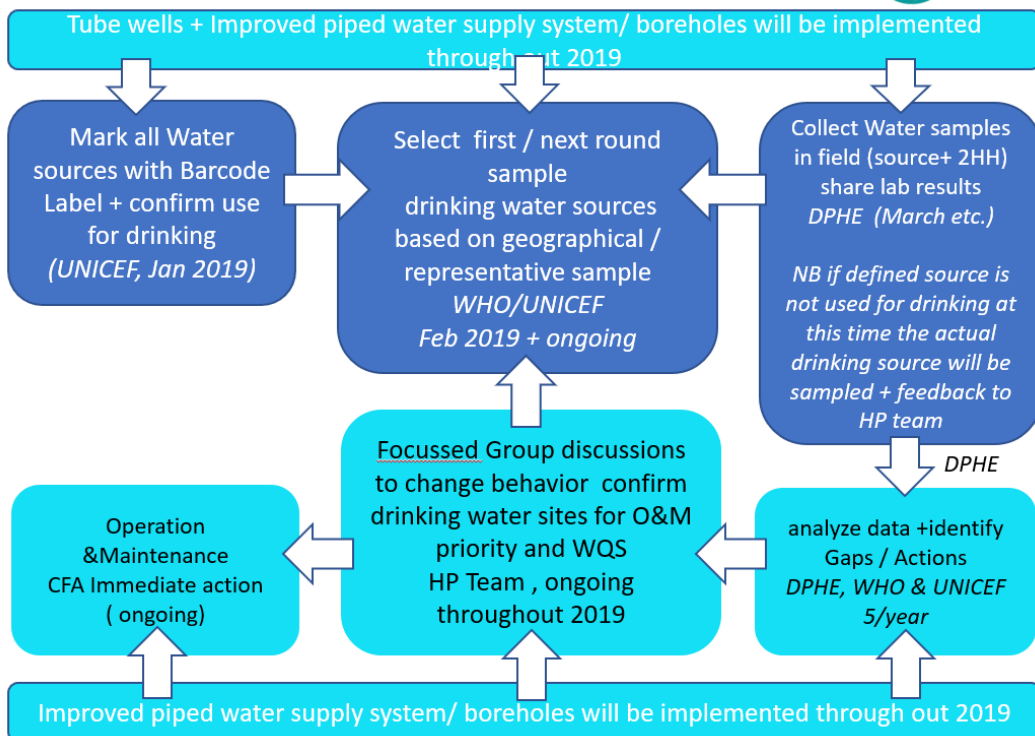 Tube wells + Improved piped water supply system/ boreholes will be implemented
through out 2019
Mark all Water
sources with Barcode
Label + confirm use
for drinking
(UNICEF, Jan 2019)
Select first / next round
sample
drinking water sources
based on geographical /
representative sample
WHO/UNICEF
Feb 2019 + ongoing
Collect Water samples
in field (source+ 2HH)
share lab results
DPHE (March etc.)
NB if defined source is
not used for drinking at
this time the actual
drinking source will be
sampled + feedback to
HP team
DPHE
Operation
&Maintenance
CFA Immediate action
( ongoing)
Focussed Group discussions
to change behavior confirm
drinking water sites for O&M
priority and WQS
HP Team , ongoing
throughout 2019
analyze data +identify
Gaps / Actions
DPHE, WHO & UNICEF
5/year
Improved piped water supply system/ boreholes will be implemented through out 2019